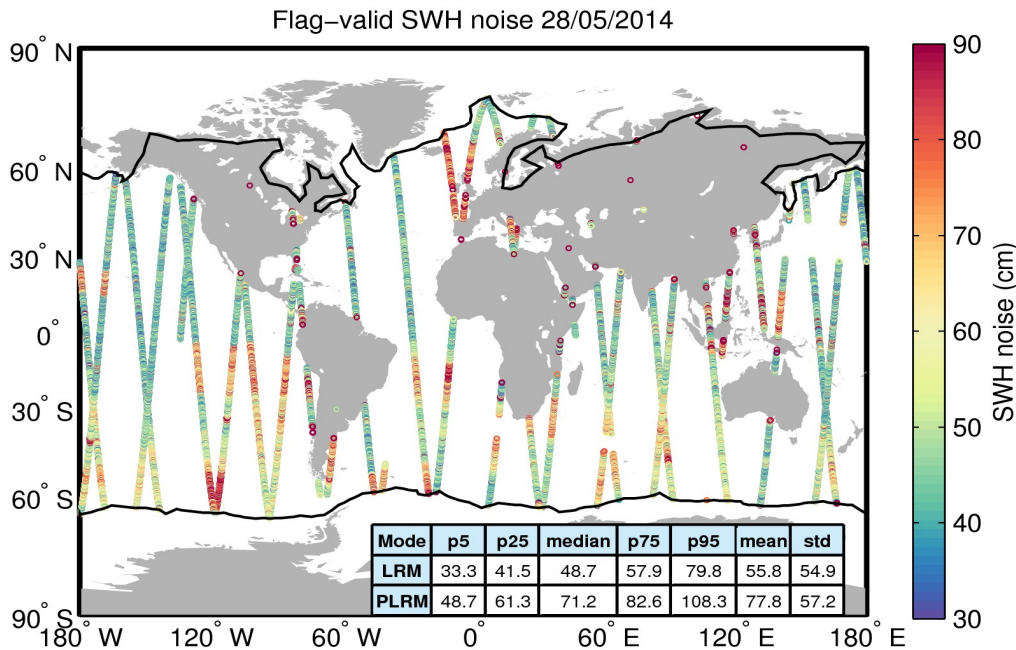 Flag−valid SWH noise 28/05/2014
90° N
60° N
30° N
0°
30° S
60° S
90° S
180° W
120° W
60° W
0°
60° E
120° E
180° E
Mode p5 p25 median p75 p95 mean std
LRM 33.3 41.5 48.7 57.9 79.8 55.8 54.9
PLRM 48.7 61.3 71.2 82.6 108.3 77.8 57.2
90
80
70
60
50
40
30
SWH noise (cm)